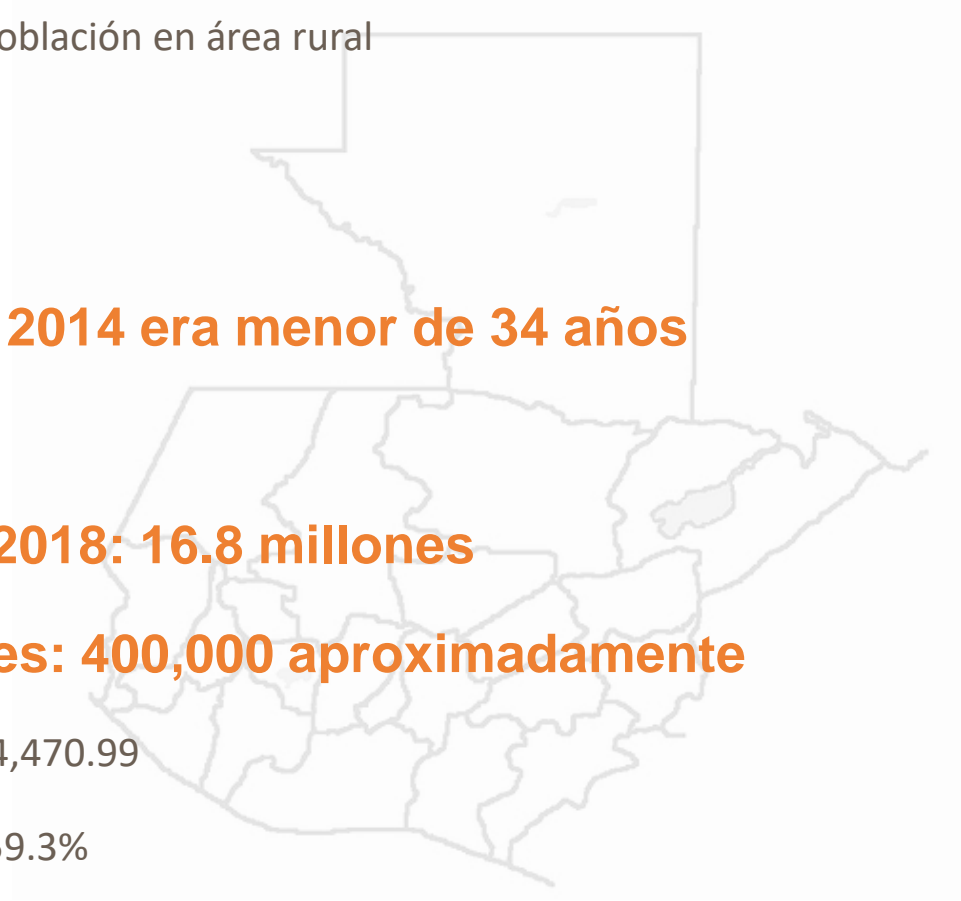 oblación en área rural
2014 era menor de 34 años
2018: 16.8 millones
es: 400,000 aproximadamente
4,470.99
59.3%